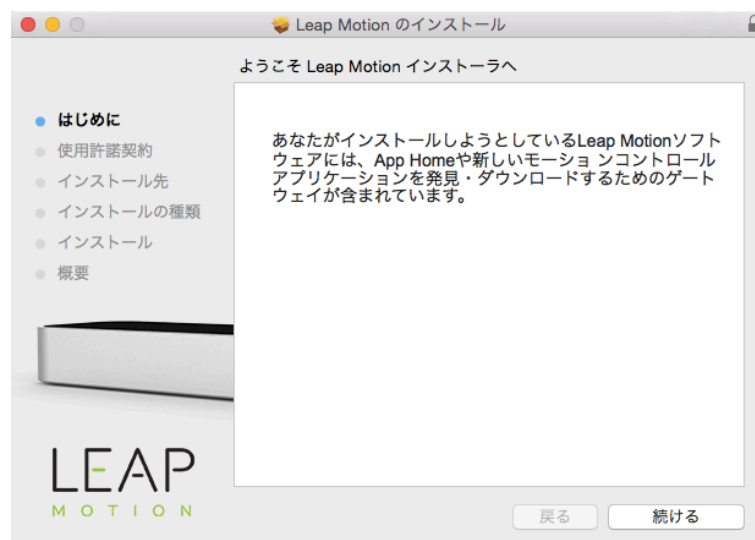 Leap Motion のインストール
ようこそ Leap Motion インストーラへ
はじめに
使用許諾契約
インストール先
インストールの種類
インストール
概要
あなたがインストールしようとしているLeap Motionソフト
ウェアには、App Homeや新しいモーショ ンコントロール
アプリケーションを発見・ダウンロードするためのゲート
ウェイが含まれています。
LEAP
MOTION
戻る
続ける